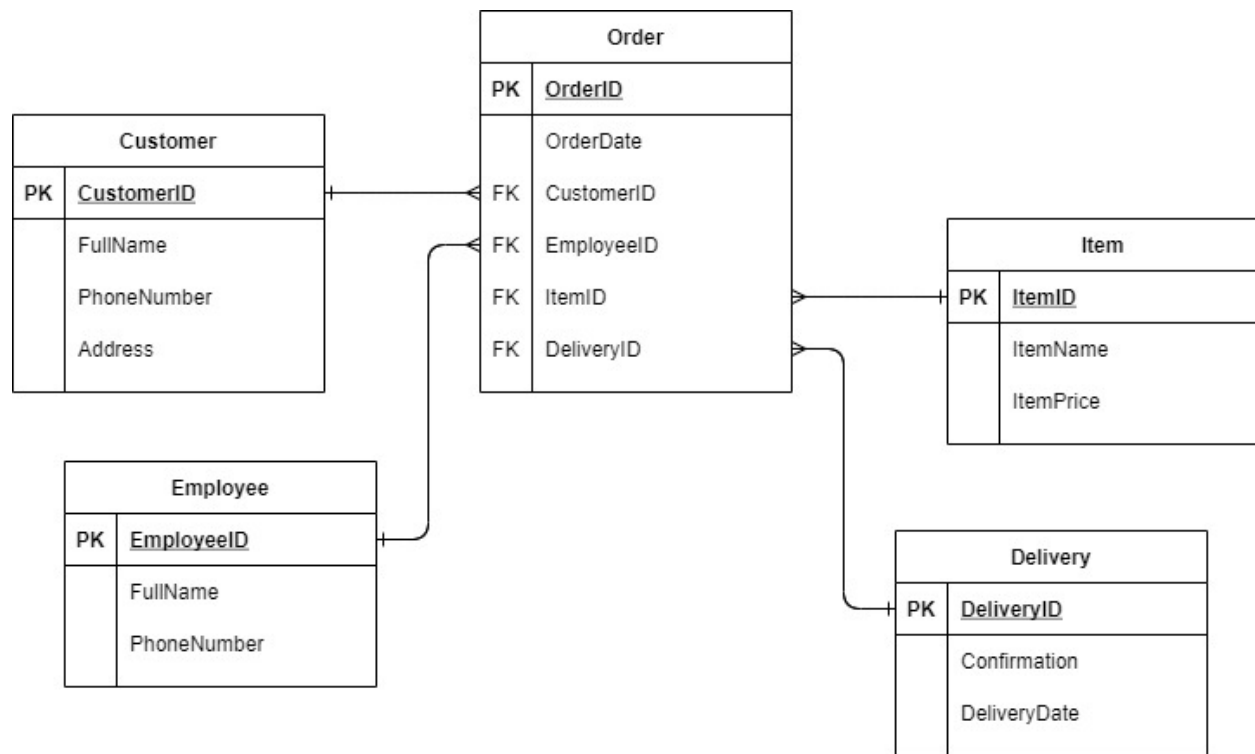 Order
PK OrderID
OrderDate
FK CustomerID
FK EmployeeID
FK ItemID
FK DeliveryID
Customer
PK CustomerID
FullName
PhoneNumber
Address
Item
PK ItemID
ItemName
ItemPrice
Employee
PK EmployeeID
FullName
PhoneNumber
Delivery
PK DeliveryID
Confirmation
DeliveryDate